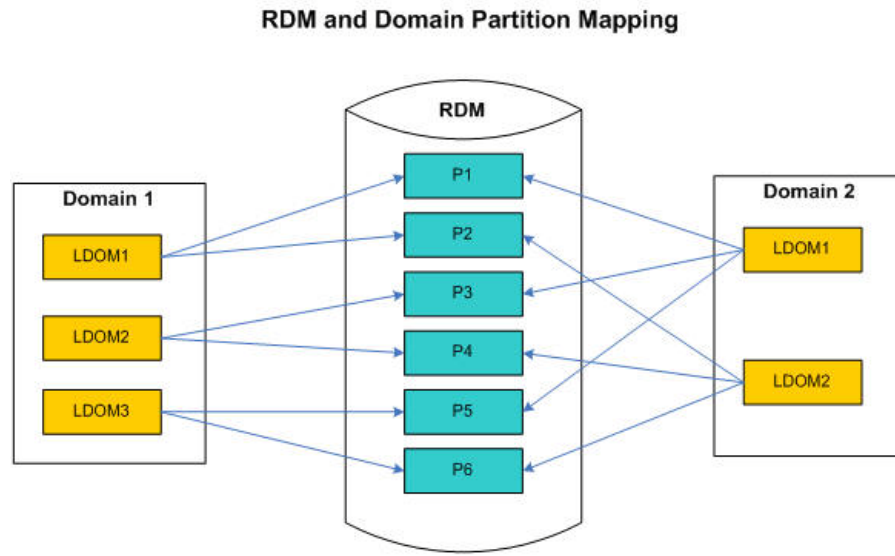 RDM and Domain Partition Mapping
Domain 1
LDOM1
LDOM2
LDOM3
RDM
P1
P2
P3
P4
P5
P6
Domain 2
LDOM1
LDOM2